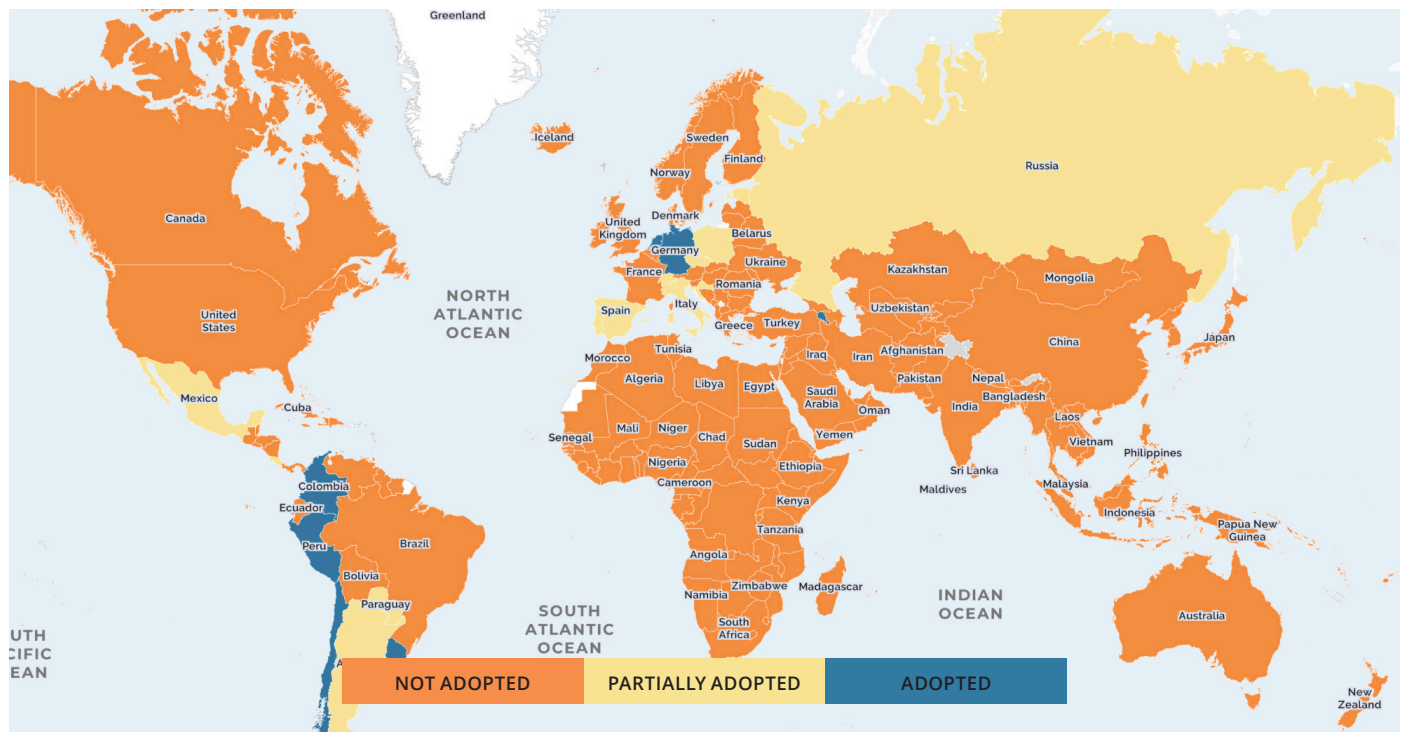 Greenland
Iceland
Sweden
Finland
Norway
Russia
Canada
Denmark
United
Kingdom
Belarus
Germany
Ukraine
France
Kazakhstan
Mongolia
Romania
NORTH
ATLANTIC
OCEAN
Italy
Spain
Uzbekistan
United
States
Greece
Turkey
Japan
China
Tunisia
Morocco
Iraq
Iran
Afghanistan
Algeria
Libya
Egypt
Pakistan
Nepal
Saudi
Arabia
Bangladesh
Mexico
Cuba
India
Oman
Laos
Mali
Niger
Chad
Senegal
Sudan
Yemen
Vietnam
Philippines
Nigeria
Ethiopia
Sri Lanka
Colombia
Cameroon
Malaysia
Maldives
Kenya
Ecuador
Indonesia
Papua New
Guinea
Tanzania
Peru
Brazil
Angola
Bolivia
Zimbabwe
Madagascar
Namibia
INDIAN
OCEAN
Paraguay
SOUTH
ATLANTIC
OCEAN
South
Africa
Australia
UTH
CIFIC
EAN
A
NOT ADOPTED
PARTIALLY ADOPTED
ADOPTED
New
Zealand